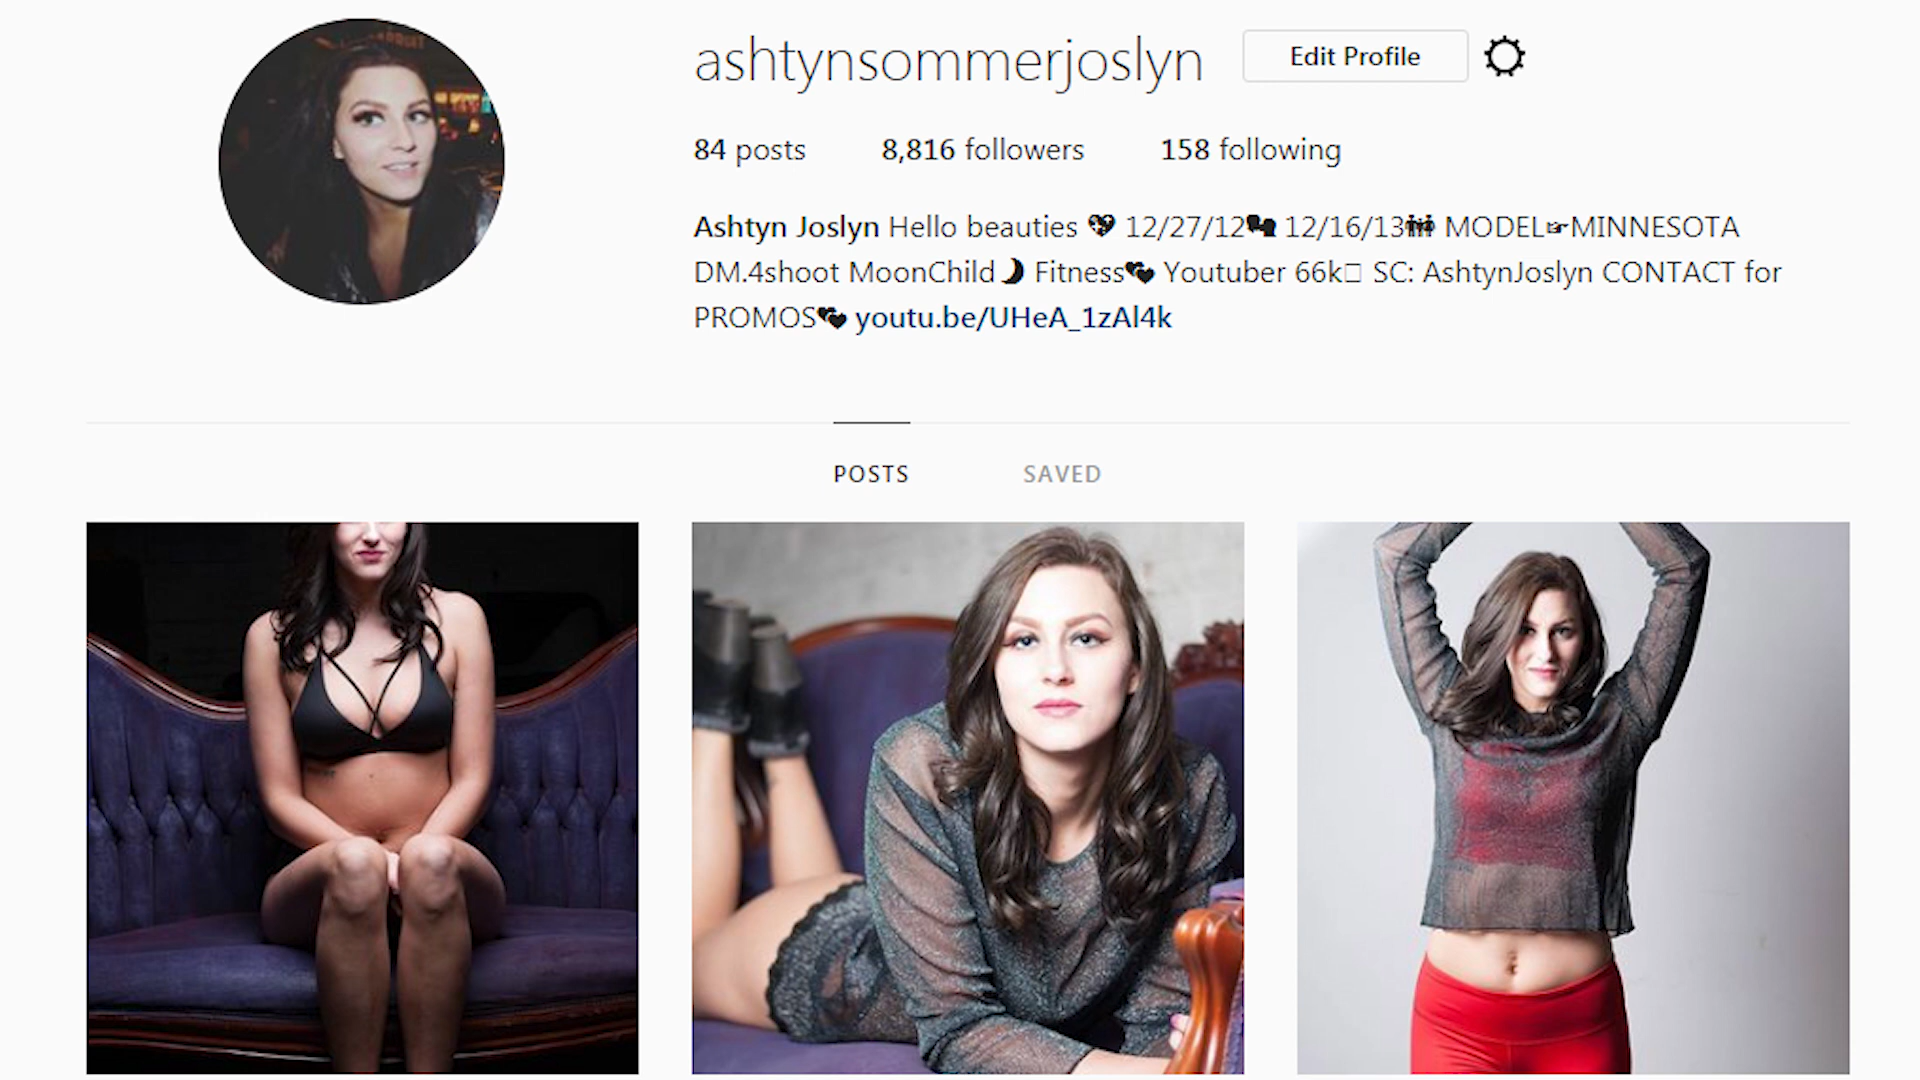 ashtynsommerjoslyn
Edit Profile
84 posts 8,816 followers 158 following
Ashtyn Joslyn Hello beauties 💖 12/27/12 12/16/13👪 MODEL☞MINNESOTA
DM.4shoot MoonChild🌙 Fitness💕 Youtuber 66k□ SC: AshtynJoslyn CONTACT for
PROMOS💕 youtu.be/UHeA_1zAl4k
POSTS SAVED